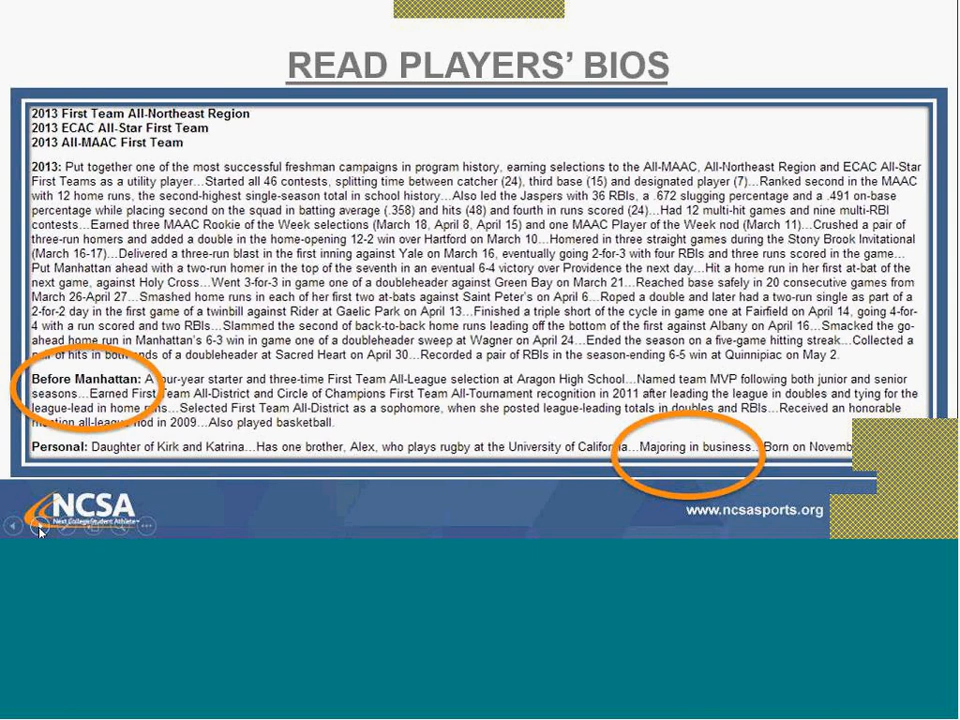 READ PLAYERS' BIOS
2013 First Team All-Northeast Region
2013 ECAC All-Star First Team
2013 All-MAAC First Team
2013: Put together one of the most successful freshman campaigns in program history, earning selections to the All-MAAC, All-Northeast Region and ECAC All-Star
First Teams as a utility player...Started all 46 contests, splitting time between catcher (24), third base (15) and designated player (7)...Ranked second in the MAAC
with 12 home runs, the second-highest single-season total in school history...Also led the Jaspers with 36 RBIs, a .672 slugging percentage and a .491 on-base
percentage while placing second on the squad in batting average (.358) and hits (48) and fourth in runs scored (24)...Had 12 multi-hit games and nine multi-RBI
contests...Earned three MAAC Rookie of the Week selections (March 18, April 8, April 15) and one MAAC Player of the Week nod (March 11)...Crushed a pair of
three-run homers and added a double in the home-opening 12-2 win over Hartford on March 10...Homered in three straight games during the Stony Brook Invitational
(March 16-17)...Delivered a three-run blast in the first inning against Yale on March 16, eventually going 2-for-3 with four RBIs and three runs scored in the game...
Put Manhattan ahead with a two-run homer in the top of the seventh in an eventual 6-4 victory over Providence the next day...Hit a home run in her first at-bat of the
next game, against Holy Cross...Went 3-for-3 in game one of a doubleheader against Green Bay on March 21...Reached base safely in 20 consecutive games from
March 26-April 27...Smashed home runs in each of her first two at-bats against Saint Peter's on April 6...Roped a double and later had a two-run single as part of a
2-for-2 day in the first game of a twinbill against Rider at Gaelic Park on April 13...Finished a triple short of the cycle in game one at Fairfield on April 14, going 4-for-
4 with a run scored and two RBIs...Slammed the second of back-to-back home runs leading off the bottom of the first against Albany on April 16...Smacked the go-
ahead home run in Manhattan's 6-3 win in game one of a doubleheader sweep at Wagner on April 24...Ended the season on a five-game hitting streak...Collected a
pair of hits in both ends of a doubleheader at Sacred Heart on April 30...Recorded a pair of RBIs in the season-ending 6-5 win at Quinnipiac on May 2.
Before Manhattan: A four-year starter and three-time First Team All-League selection at Aragon High School...Named team MVP following both junior and senior
seasons...Earned First Team All-District and Circle of Champions First Team All-Tournament recognition in 2011 after leading the league in doubles and tying for the
league-lead in home runs...Selected First Team All-District as a sophomore, when she posted league-leading totals in doubles and RBIs...Received an honorable
mention all-league nod in 2009...Also played basketball.
Personal: Daughter of Kirk and Katrina...Has one brother, Alex, who plays rugby at the University of California...Majoring in business...Born on Novemb
NCSA
Next College Student Athlete
www.ncsasports.org